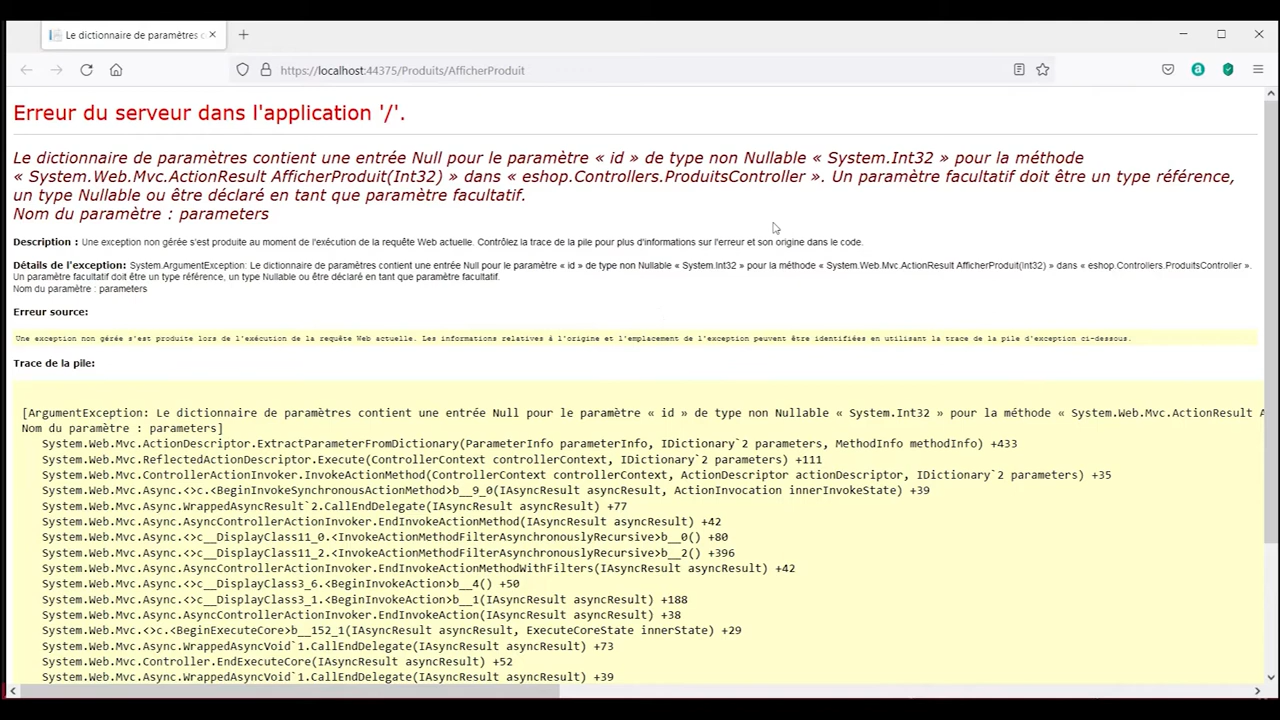 Le dictionnaire de paramètres c
https://localhost:44375/Produits/AfficherProduit
Erreur du serveur dans l'application '/'.
Le dictionnaire de paramètres contient une entrée Null pour le paramètre « id » de type non Nullable « System.Int32 » pour la méthode
« System.Web.Mvc.ActionResult AfficherProduit(Int32) » dans « eshop.Controllers.ProduitsController ». Un paramètre facultatif doit être un type référence,
un type Nullable ou être déclaré en tant que paramètre facultatif.
Nom du paramètre : parameters
Description : Une exception non gérée s'est produite au moment de l'exécution de la requête Web actuelle. Contrôlez la trace de la pile pour plus d'informations sur l'erreur et son origine dans le code.
Détails de l'exception: System.ArgumentException: Le dictionnaire de paramètres contient une entrée Null pour le paramètre « id » de type non Nullable « System.Int32 » pour la méthode « System.Web.Mvc.ActionResult AfficherProduit(Int32) » dans « eshop.Controllers.ProduitsController ».
Un paramètre facultatif doit être un type référence, un type Nullable ou être déclaré en tant que paramètre facultatif.
Nom du paramètre : parameters
Erreur source:
Une exception non gérée s'est produite lors de l'exécution de la requête Web actuelle. Les informations relatives à l'origine et l'emplacement de l'exception peuvent être identifiées en utilisant la trace de la pile d'exception ci-dessous.
Trace de la pile:
[ArgumentException: Le dictionnaire de paramètres contient une entrée Null pour le paramètre « id » de type non Nullable « System.Int32 » pour la méthode « System.Web.Mvc.ActionResult A
Nom du paramètre : parameters]
System.Web.Mvc.ActionDescriptor.ExtractParameterFromDictionary(ParameterInfo parameterInfo, IDictionary`2 parameters, MethodInfo methodInfo) +433
System.Web.Mvc.ReflectedActionDescriptor.Execute(ControllerContext controllerContext, IDictionary`2 parameters) +111
System.Web.Mvc.ControllerActionInvoker.InvokeActionMethod(ControllerContext controllerContext, ActionDescriptor actionDescriptor, IDictionary`2 parameters) +35
System.Web.Mvc.Async.<>c.<BeginInvokeSynchronousActionMethod>b__9_0(IAsyncResult asyncResult, ActionInvocation innerInvokeState) +39
System.Web.Mvc.Async.WrappedAsyncResult`2.CallEndDelegate(IAsyncResult asyncResult) +77
System.Web.Mvc.Async.AsyncControllerActionInvoker.EndInvokeActionMethod(IAsyncResult asyncResult) +42
System.Web.Mvc.Async.<>c__DisplayClass11_0.<InvokeActionMethodFilterAsynchronouslyRecursive>b__0() +80
System.Web.Mvc.Async.<>c__DisplayClass11_2.<InvokeActionMethodFilterAsynchronouslyRecursive>b__2() +396
System.Web.Mvc.Async.AsyncControllerActionInvoker.EndInvokeActionMethodWithFilters(IAsyncResult asyncResult) +42
System.Web.Mvc.Async.<>c__DisplayClass3_6.<BeginInvokeAction>b__4() +50
System.Web.Mvc.Async.<>c__DisplayClass3_1.<BeginInvokeAction>b__1(IAsyncResult asyncResult) +188
System.Web.Mvc.Async.AsyncControllerActionInvoker.EndInvokeAction(IAsyncResult asyncResult) +38
System.Web.Mvc.<>c.<BeginExecuteCore>b__152_1(IAsyncResult asyncResult, ExecuteCoreState innerState) +29
System.Web.Mvc.Async.WrappedAsyncVoid`1.CallEndDelegate(IAsyncResult asyncResult) +73
System.Web.Mvc.Controller.EndExecuteCore(IAsyncResult asyncResult) +52
System.Web.Mvc.Async.WrappedAsyncVoid`1.CallEndDelegate(IAsyncResult asyncResult) +39